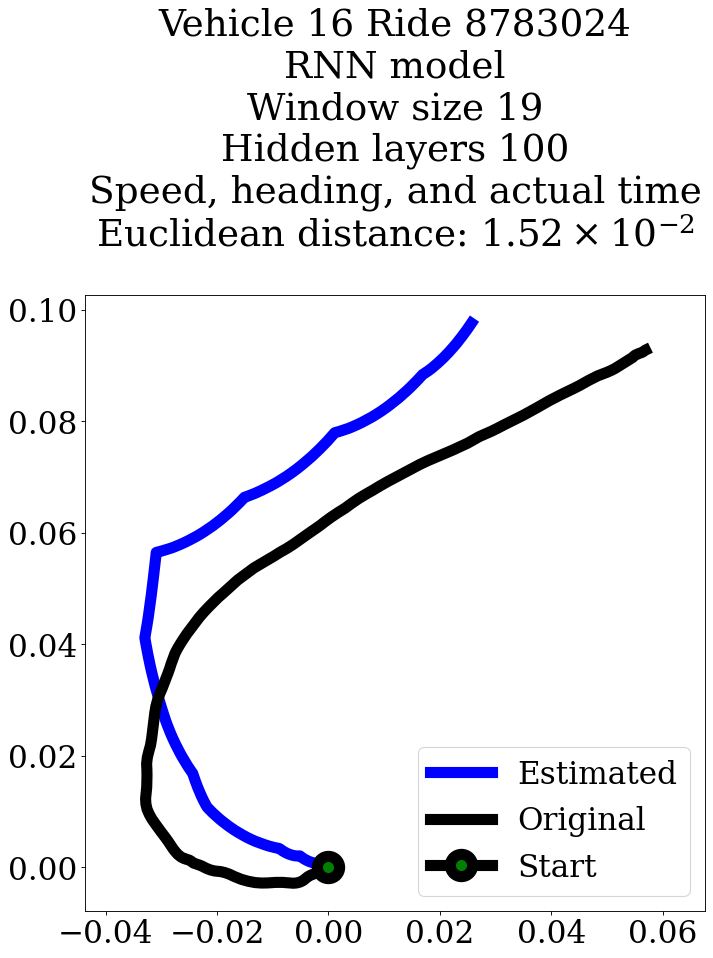 Vehicle 16 Ride 8783024
RNN model
Window size 19
Hidden layers 100
Speed, heading, and actual time
Euclidean distance: 1.52 × 10⁻²
0.10
0.08
0.06
0.04
0.02
0.00
Estimated
Original
Start
−0.04 −0.02 0.00 0.02 0.04 0.06